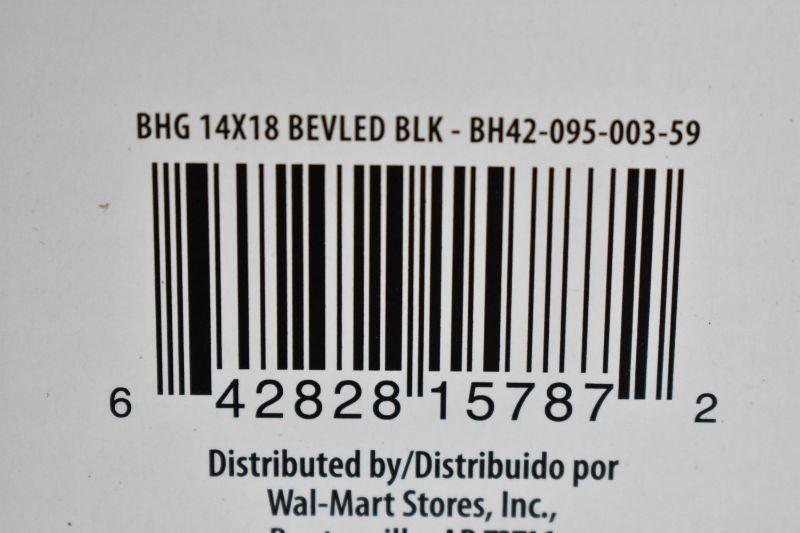 BHG 14X18 BEVLED BLK - BH42-095-003-59
6 42828 15787 2
Distributed by/Distribuido por
Wal-Mart Stores, Inc.,